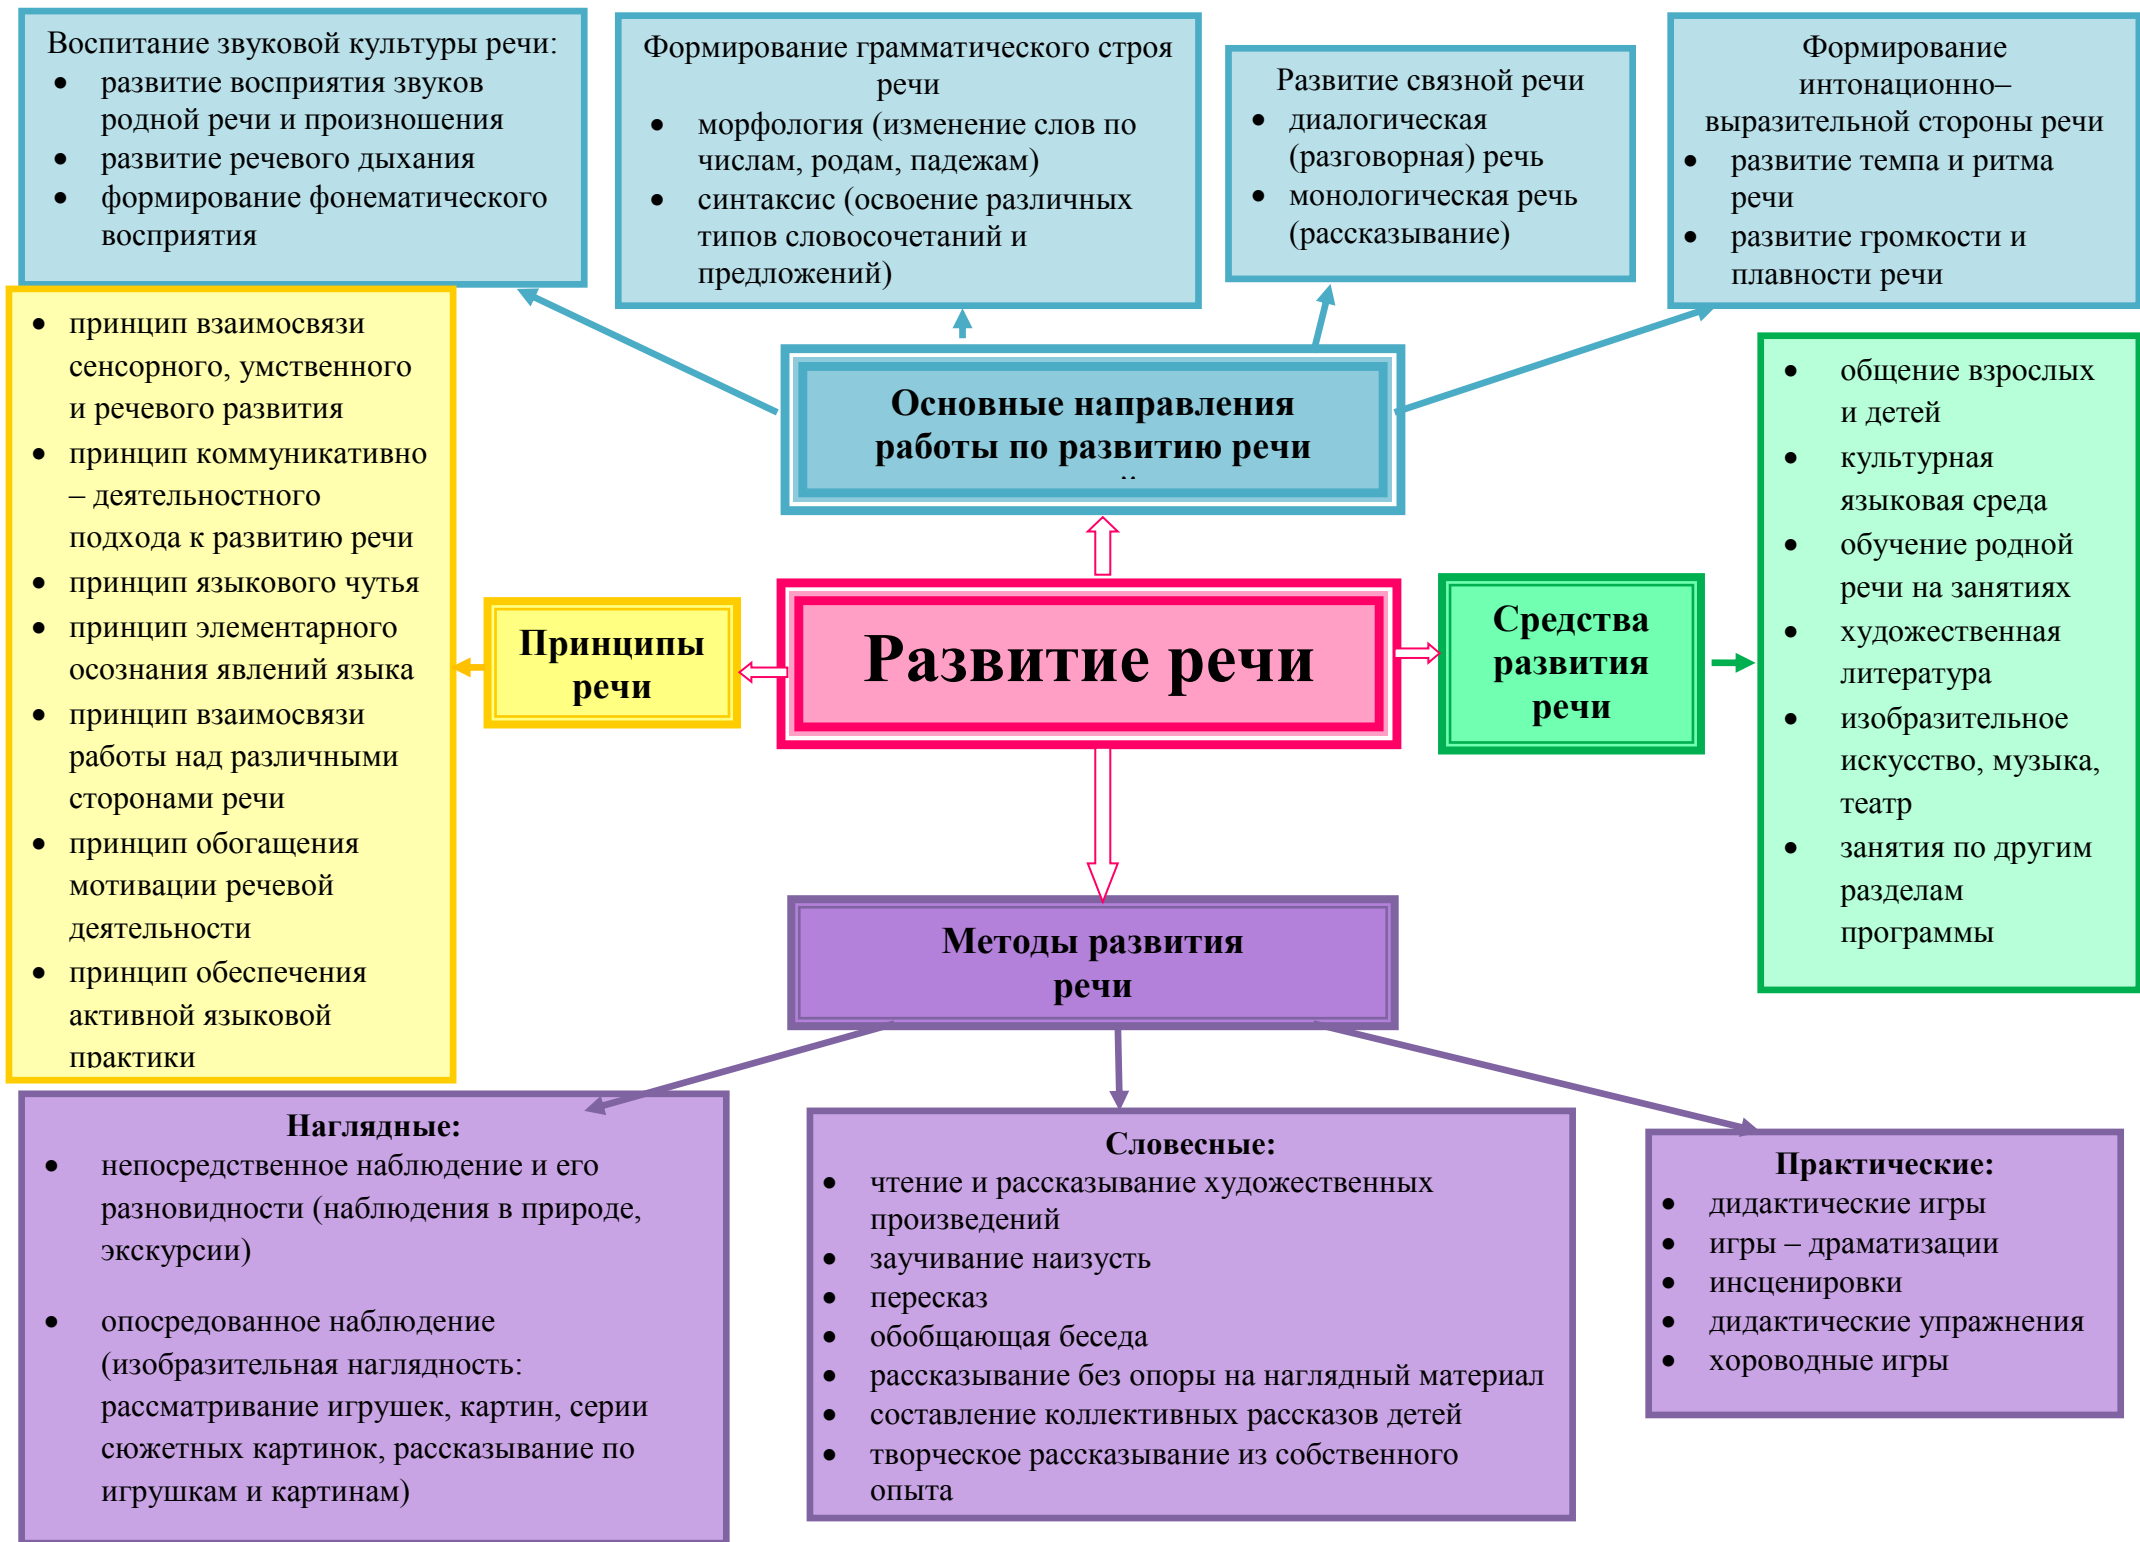 Воспитание звуковой культуры речи:
• развитие восприятия звуков
родной речи и произношения
• развитие речевого дыхания
• формирование фонематического
восприятия
Формирование грамматического строя
речи
• морфология (изменение слов по
числам, родам, падежам)
• синтаксис (освоение различных
типов словосочетаний и
предложений)
Развитие связной речи
• диалогическая
(разговорная) речь
• монологическая речь
(рассказывание)
Формирование
интонационно–
выразительной стороны речи
• развитие темпа и ритма
речи
• развитие громкости и
плавности речи
Основные направления
работы по развитию речи
• принцип взаимосвязи
сенсорного, умственного
и речевого развития
• принцип коммуникативно
– деятельностного
подхода к развитию речи
• принцип языкового чутья
• принцип элементарного
осознания явлений языка
• принцип взаимосвязи
работы над различными
сторонами речи
• принцип обогащения
мотивации речевой
деятельности
• принцип обеспечения
активной языковой
практики
Принципы
речи
Развитие речи
Средства
развития
речи
• общение взрослых
и детей
• культурная
языковая среда
• обучение родной
речи на занятиях
• художественная
литература
• изобразительное
искусство, музыка,
театр
• занятия по другим
разделам
программы
Методы развития
речи
Наглядные:
• непосредственное наблюдение и его
разновидности (наблюдения в природе,
экскурсии)
• опосредованное наблюдение
(изобразительная наглядность:
рассматривание игрушек, картин, серии
сюжетных картинок, рассказывание по
игрушкам и картинам)
Словесные:
• чтение и рассказывание художественных
произведений
• заучивание наизусть
• пересказ
• обобщающая беседа
• рассказывание без опоры на наглядный материал
• составление коллективных рассказов детей
• творческое рассказывание из собственного
опыта
Практические:
• дидактические игры
• игры – драматизации
• инсценировки
• дидактические упражнения
• хороводные игры